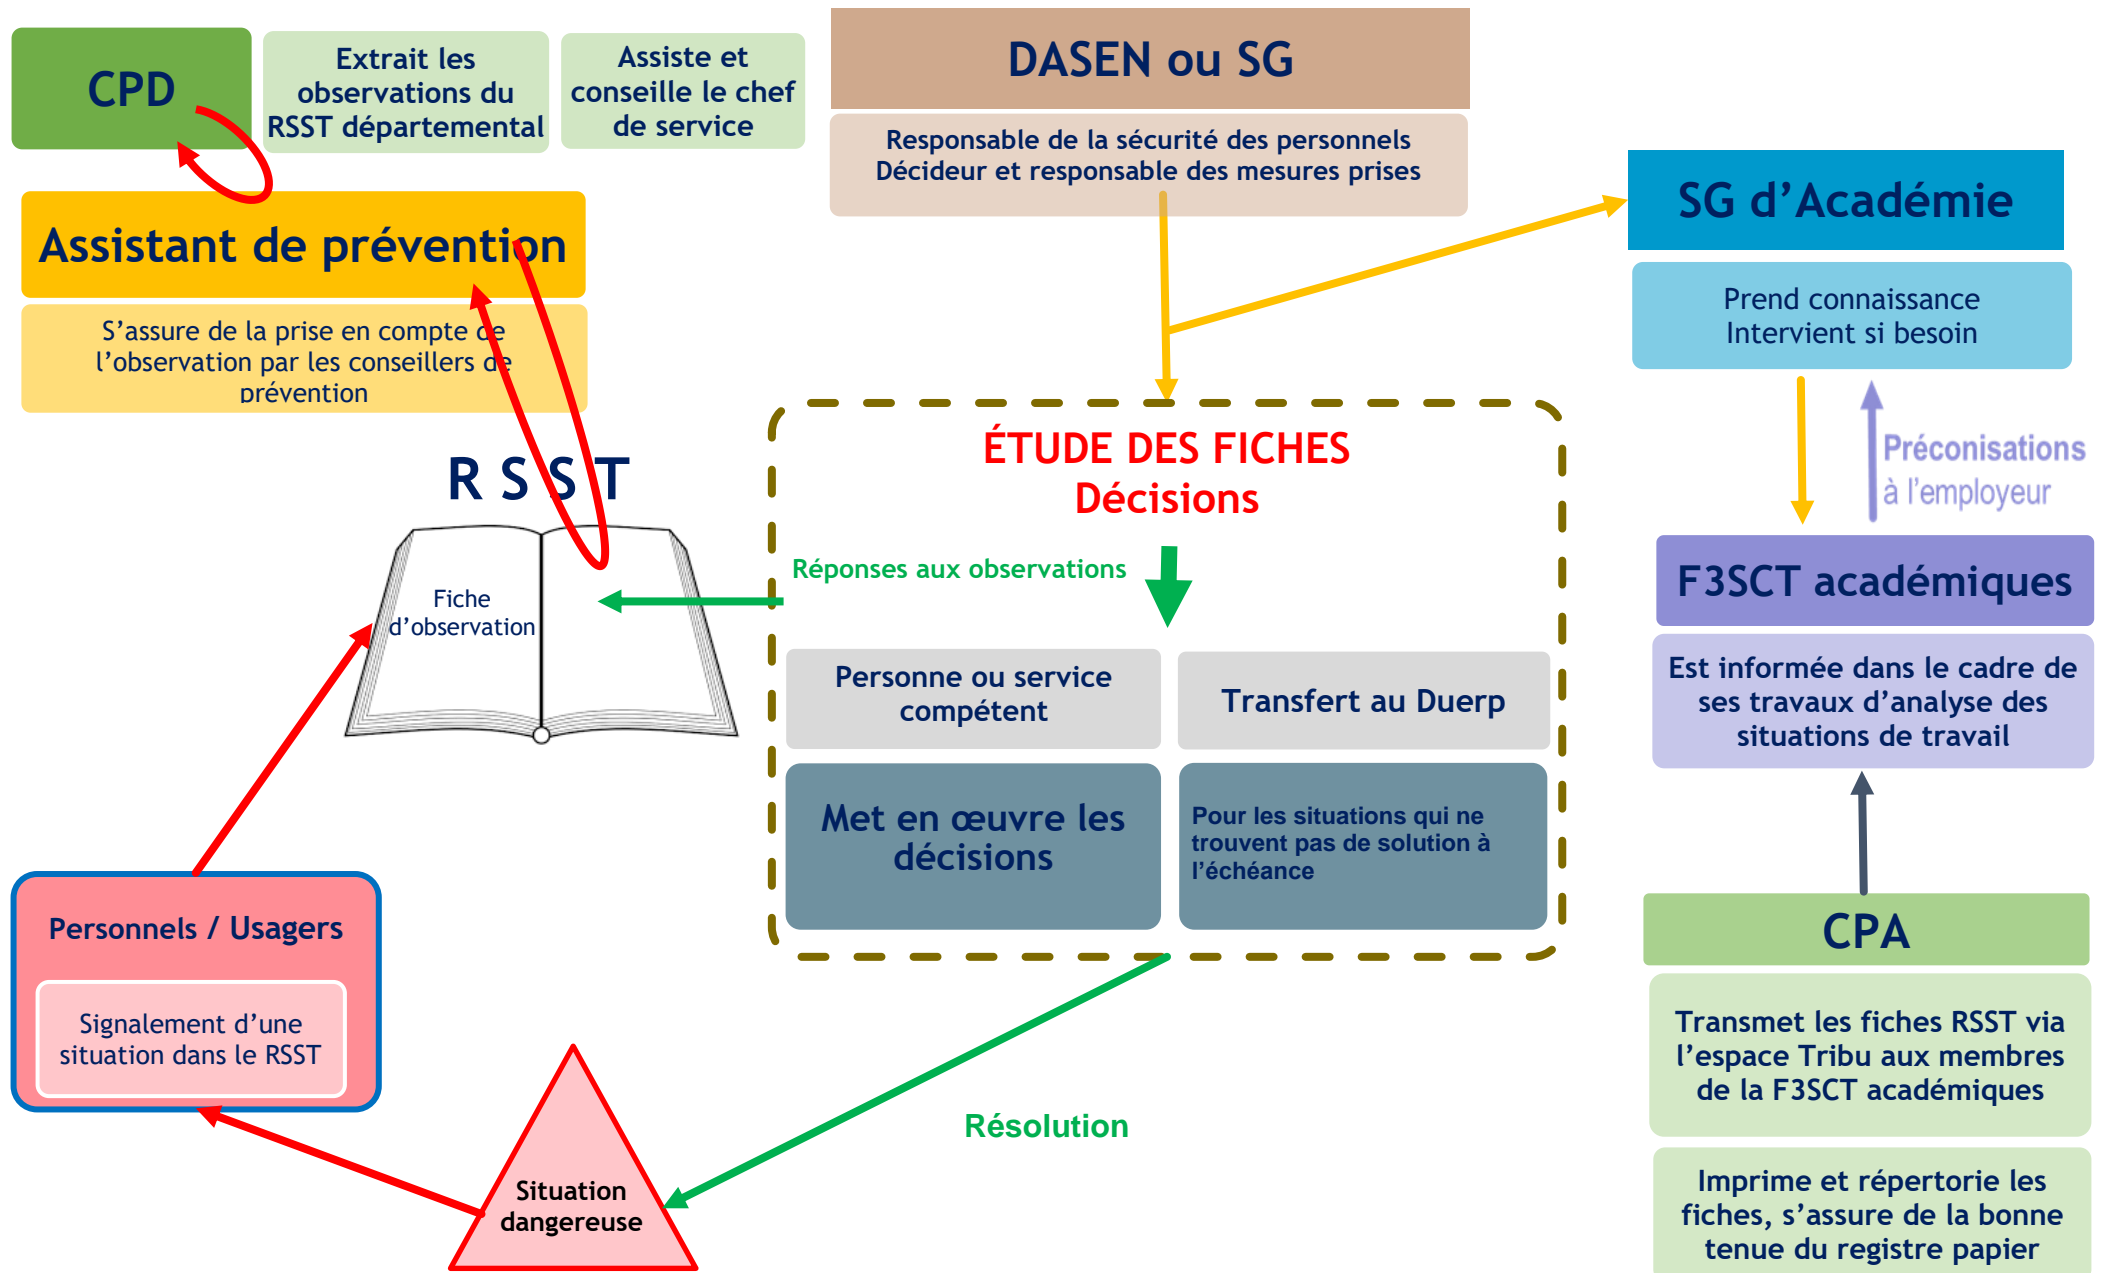 CPD
Extrait les
observations du
RSST départemental
Assiste et
conseille le chef
de service
DASEN ou SG
Responsable de la sécurité des personnels
Décideur et responsable des mesures prises
SG d’Académie
Prend connaissance
Intervient si besoin
Assistant de prévention
S’assure de la prise en compte de
l’observation par les conseillers de
prévention
R S S T
Fiche
d’observation
ÉTUDE DES FICHES
Décisions
Réponses aux observations
Personne ou service
compétent
Transfert au Duerp
Met en œuvre les
décisions
Pour les situations qui ne
trouvent pas de solution à
l’échéance
Préconisations
à l’employeur
F3SCT académiques
Est informée dans le cadre de
ses travaux d’analyse des
situations de travail
CPA
Transmet les fiches RSST via
l’espace Tribu aux membres
de la F3SCT académiques
Imprime et répertorie les
fiches, s’assure de la bonne
tenue du registre papier
Personnels / Usagers
Signalement d’une
situation dans le RSST
Situation
dangereuse
Résolution